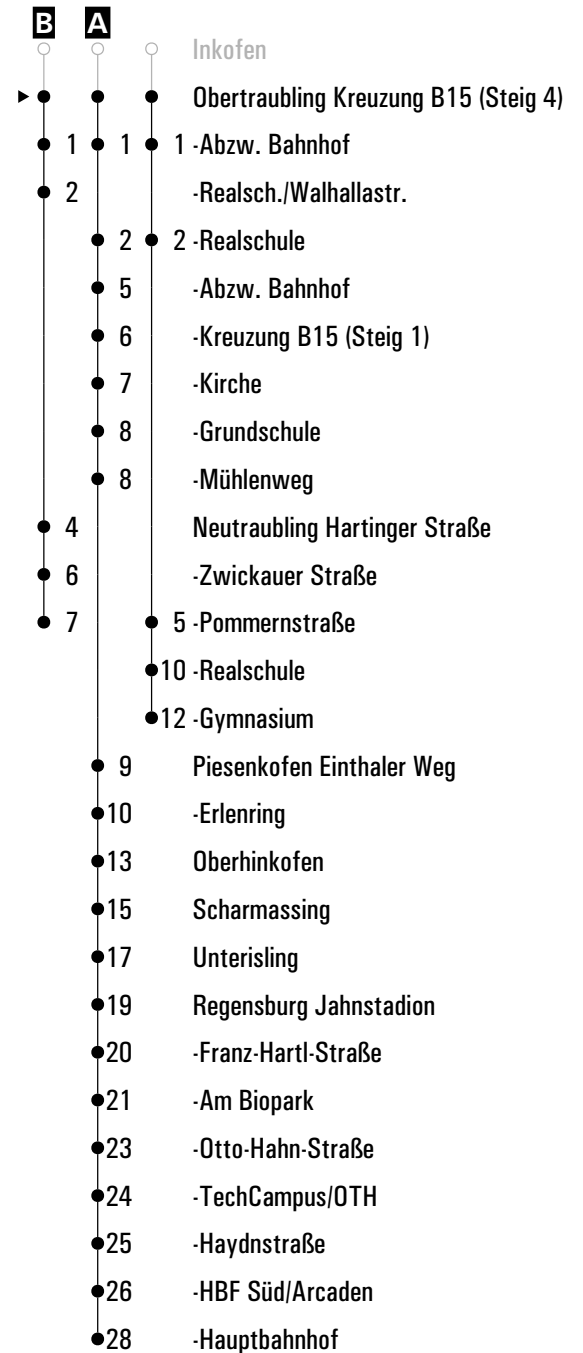 B A
Inkofen
Obertraubling Kreuzung B15 (Steig 4)
1 1 1 -Abzw. Bahnhof
2 -Realsch./Walhallastr.
2 2 -Realschule
5 -Abzw. Bahnhof
6 -Kreuzung B15 (Steig 1)
7 -Kirche
8 -Grundschule
8 -Mühlenweg
4 Neutraubling Hartinger Straße
6 -Zwickauer Straße
7 5 -Pommernstraße
10 -Realschule
12 -Gymnasium
9 Piesenkofen Einthaler Weg
10 -Erlenring
13 Oberhinkofen
15 Scharmassing
17 Unterisling
19 Regensburg Jahnstadion
20 -Franz-Hartl-Straße
21 -Am Biopark
23 -Otto-Hahn-Straße
24 -TechCampus/OTH
25 -Haydnstraße
26 -HBF Süd/Arcaden
28 -Hauptbahnhof